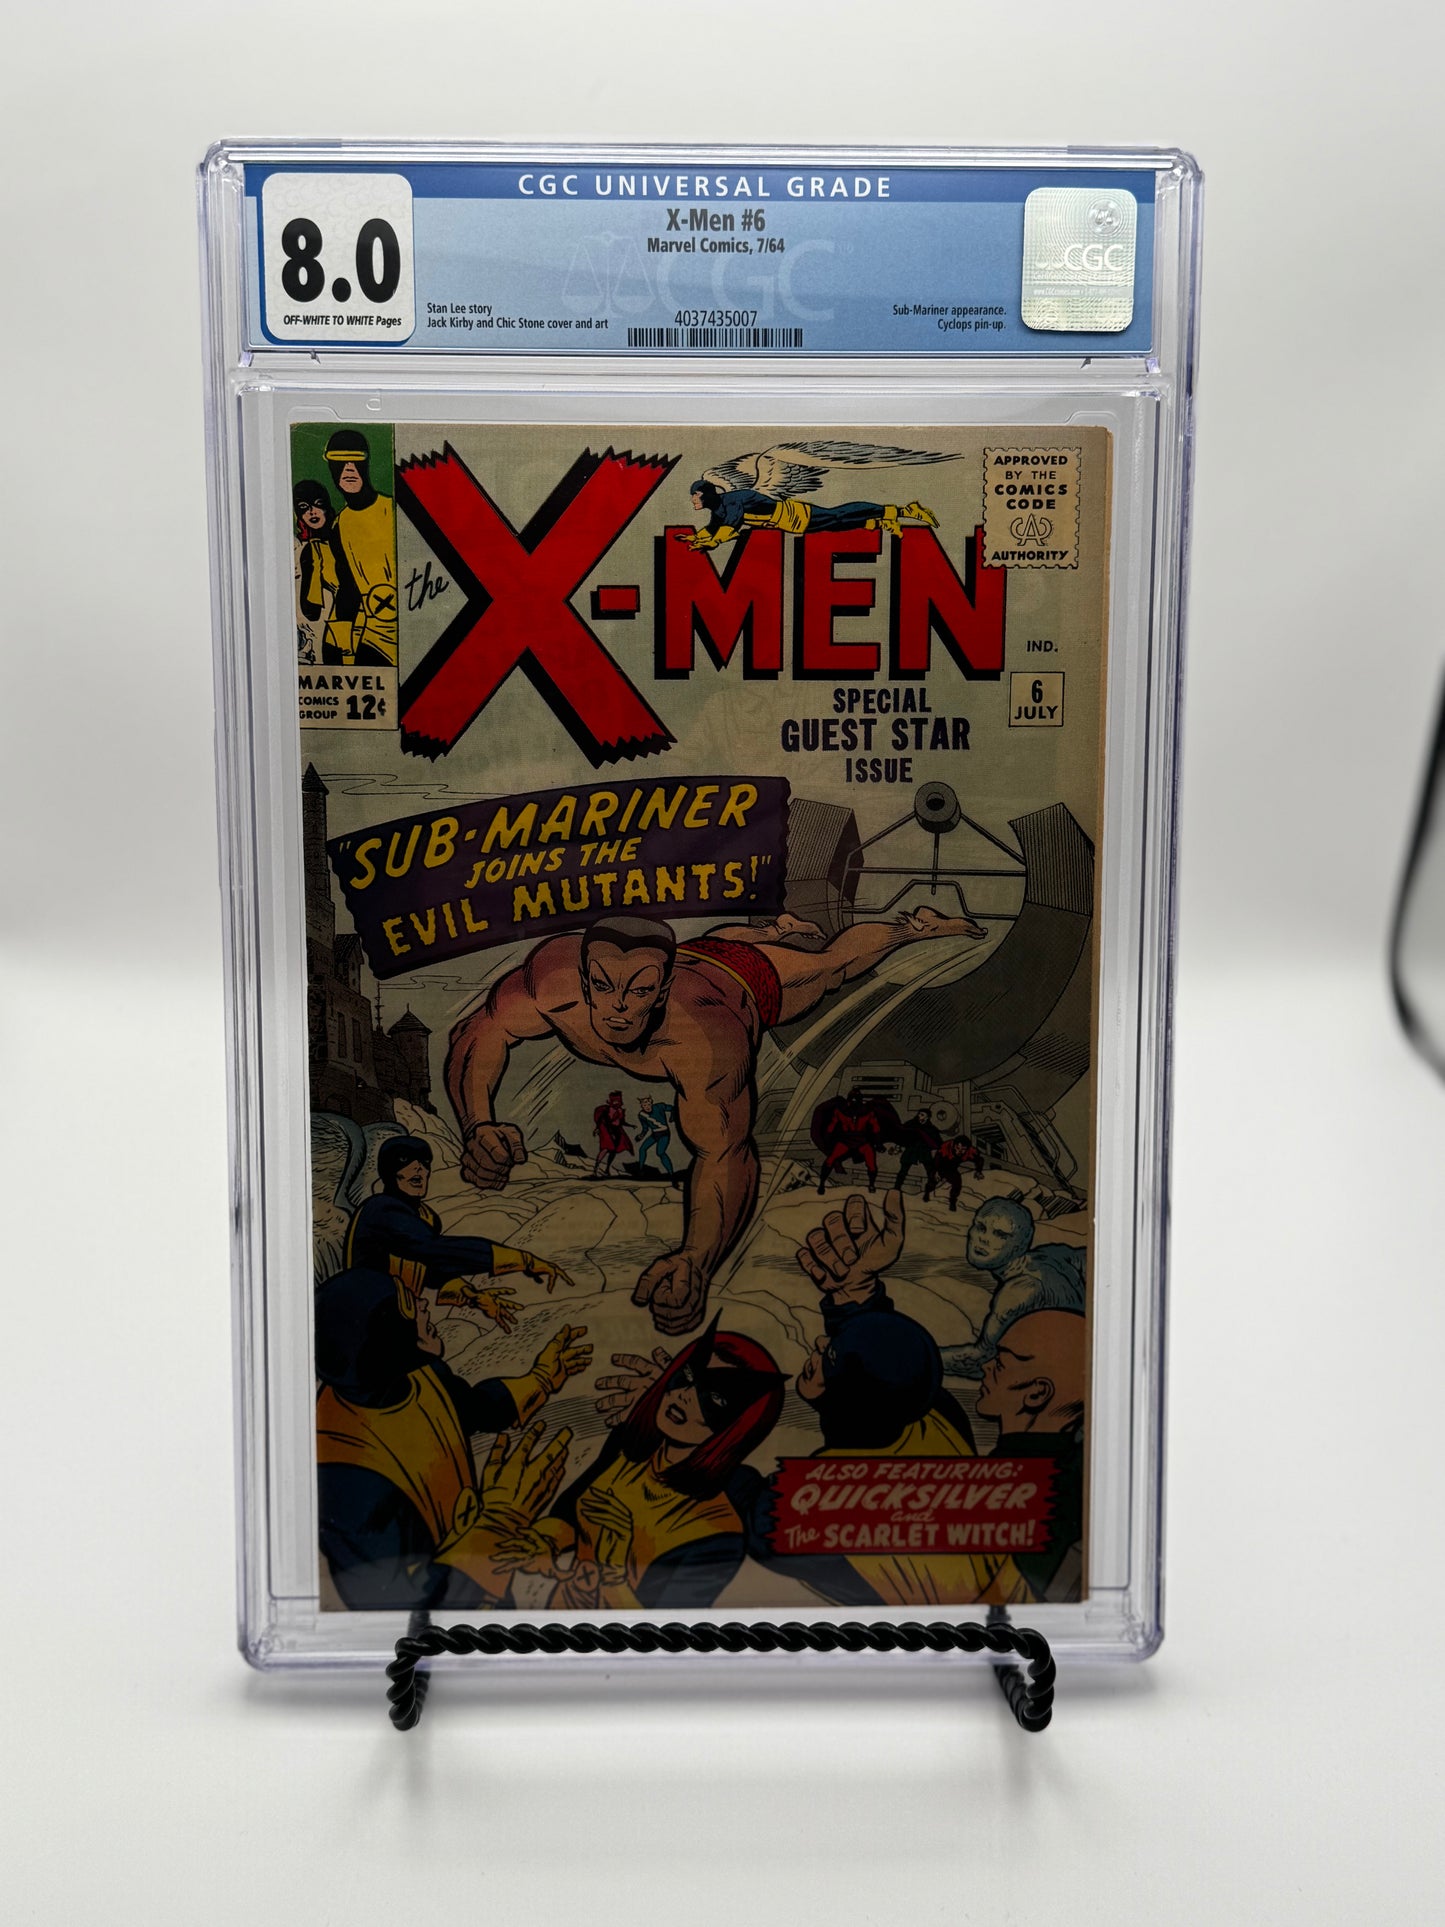 CGC UNIVERSAL GRADE
8.0
OFF-WHITE TO WHITE Pages
X-Men #6
Marvel Comics, 7/64
CGC
Stan Lee story
Jack Kirby and Chic Stone cover and art
4037435007
Sub-Mariner appearance.
Cyclops pin-up.
CGC
the X-MEN
APPROVED
BY THE
COMICS
CODE
AUTHORITY
IND.
6
JULY
MARVEL
COMICS
GROUP 12¢
SPECIAL
GUEST STAR
ISSUE
"SUB-MARINER
JOINS THE
EVIL MUTANTS!"
ALSO FEATURING:
QUICKSILVER
and
The SCARLET WITCH!